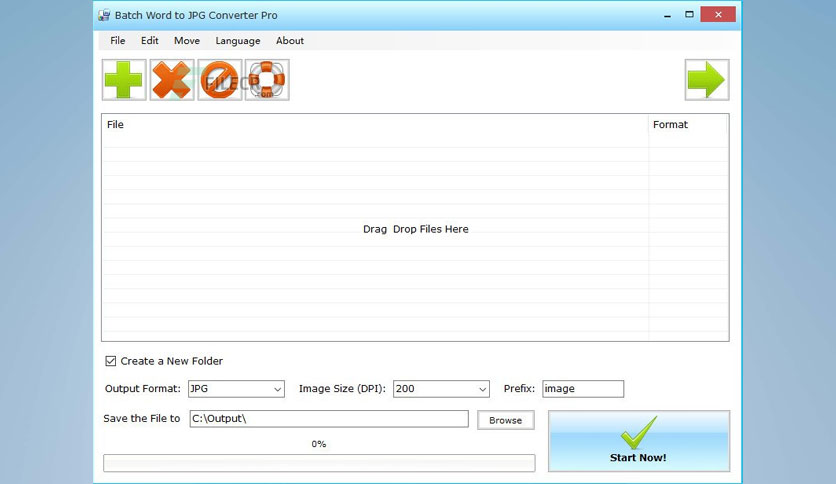 Batch Word to JPG Converter Pro
File Edit Move Language About
FILECR
.com
File Format
Drag Drop Files Here
Create a New Folder
Output Format: JPG Image Size (DPI): 200 Prefix: image
Save the File to C:\Output\ Browse
0%
Start Now!